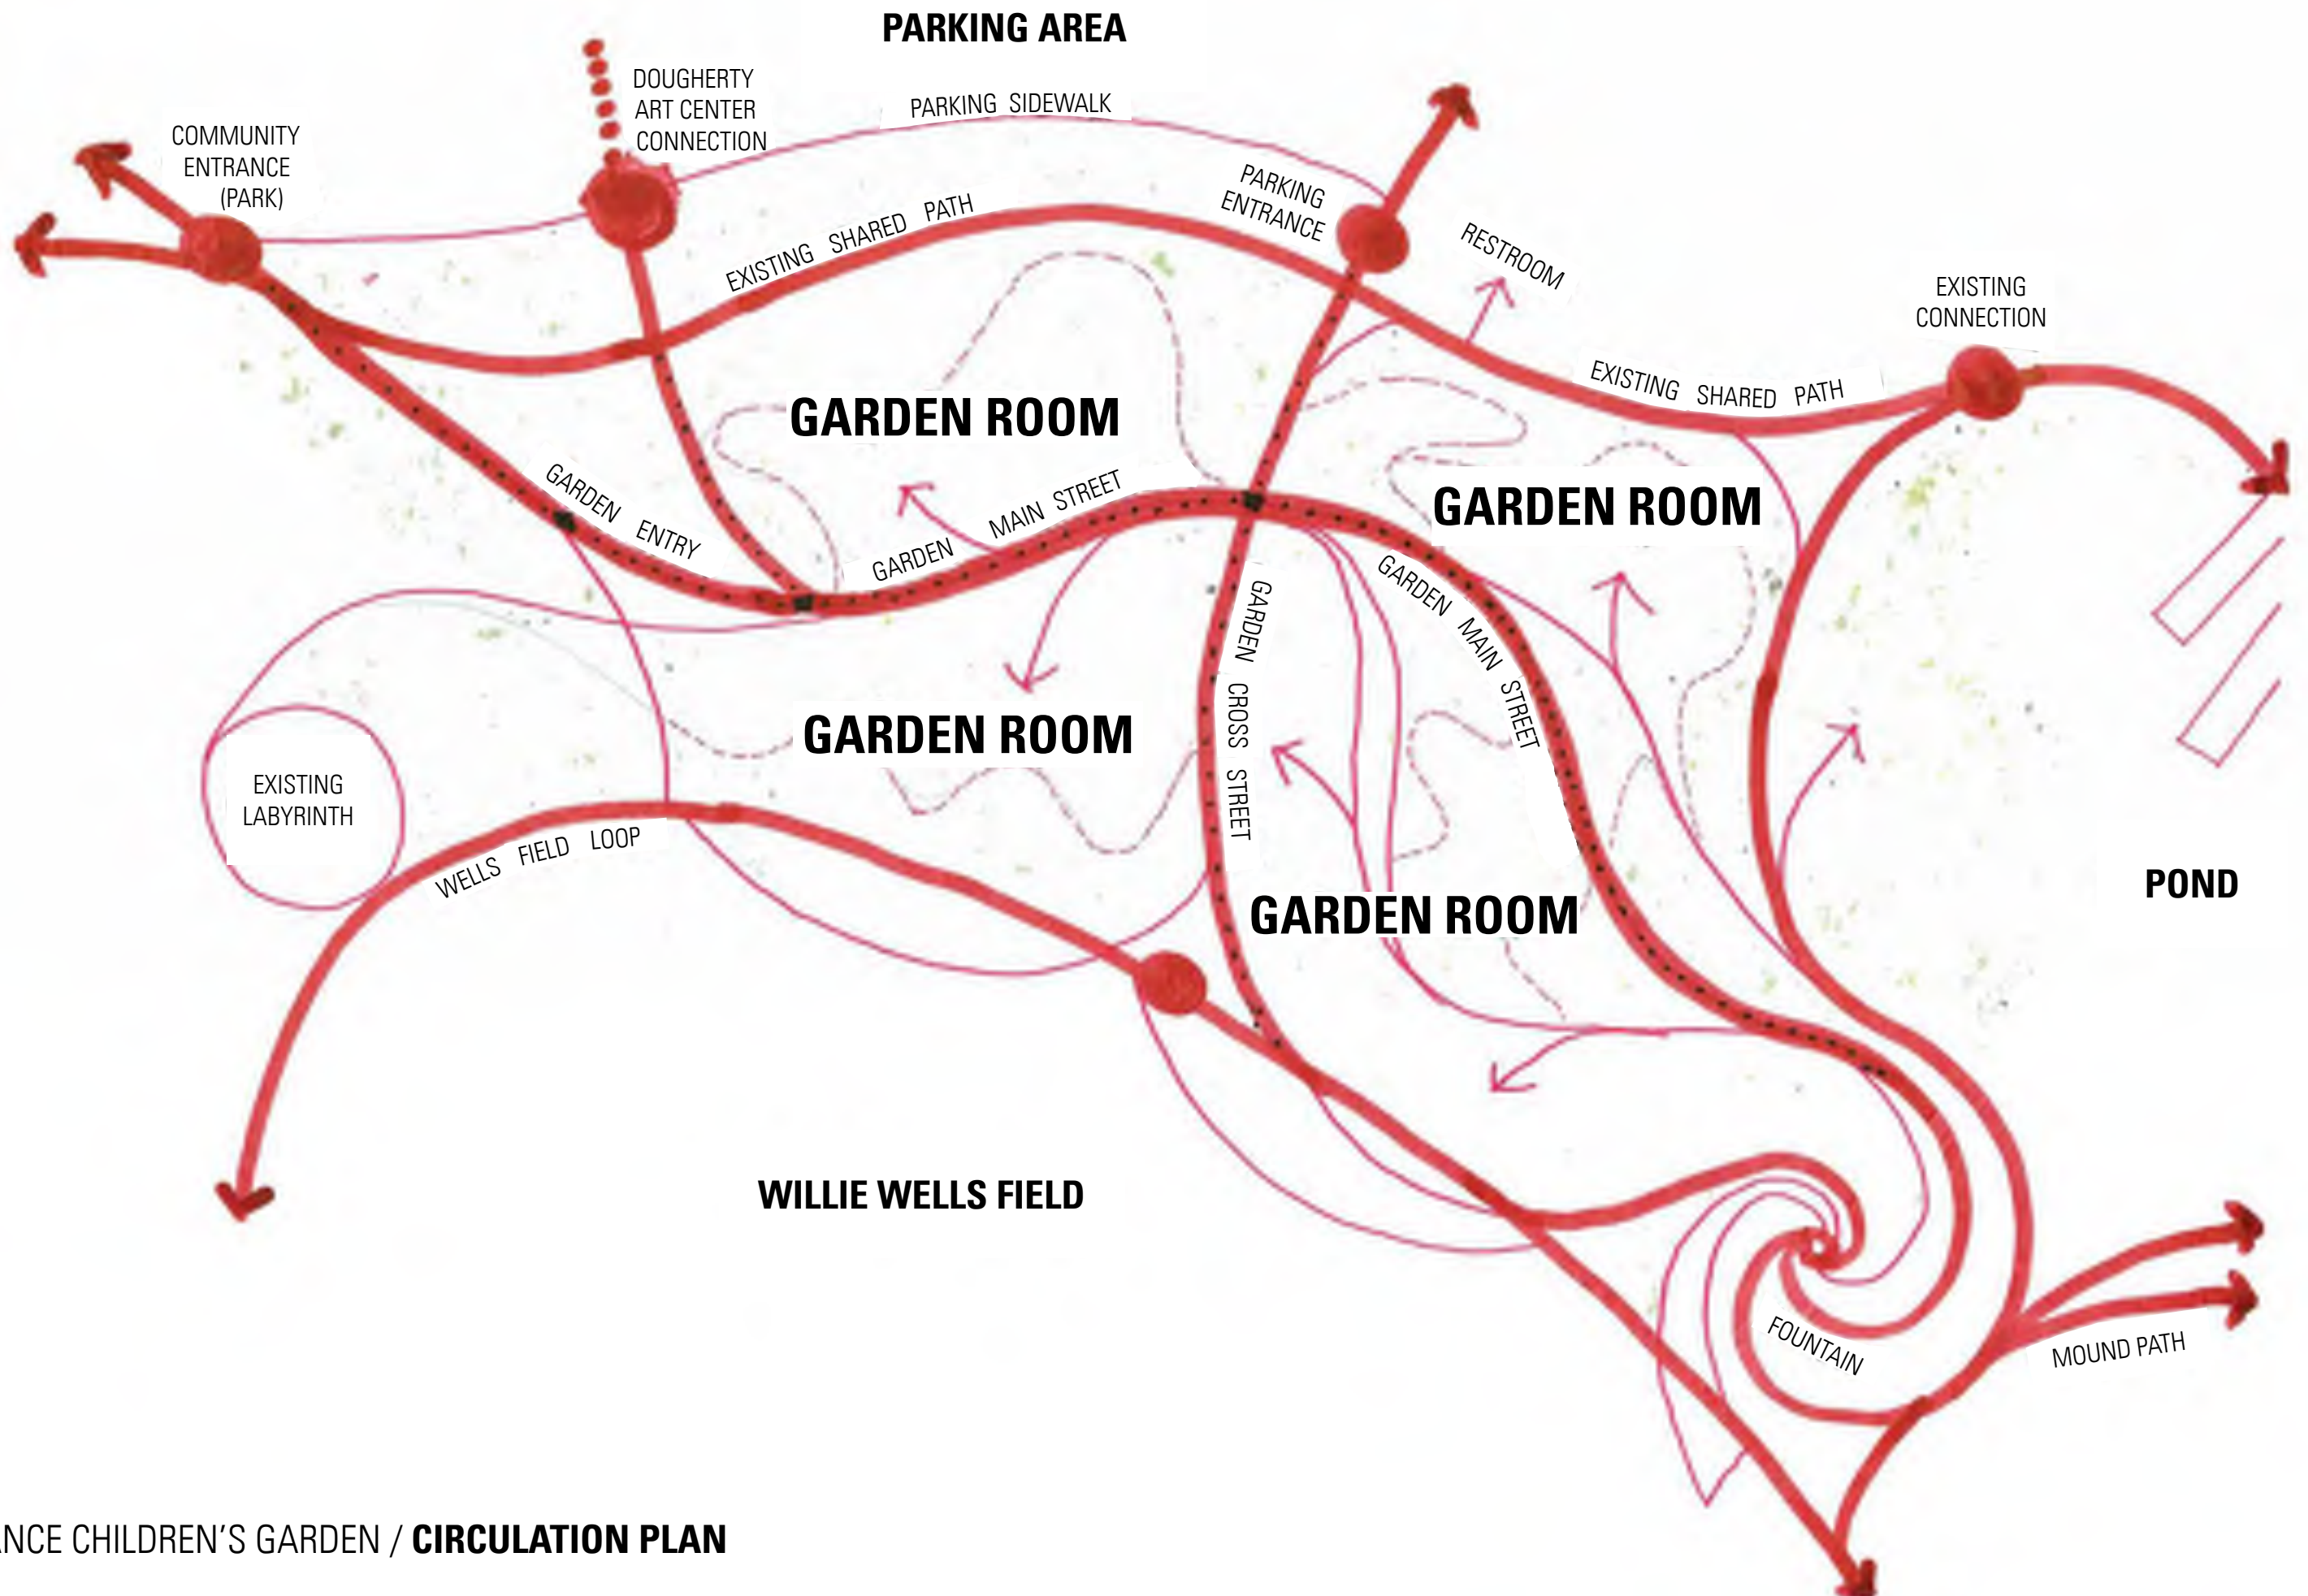 PARKING AREA
DOUGHERTY
ART CENTER
CONNECTION
PARKING SIDEWALK
COMMUNITY
ENTRANCE
(PARK)
PARKING
ENTRANCE
EXISTING SHARED PATH
RESTROOM
EXISTING
CONNECTION
EXISTING SHARED PATH
GARDEN ROOM
GARDEN ROOM
GARDEN ENTRY
GARDEN MAIN STREET
GARDEN MAIN STREET
GARDEN CROSS STREET
GARDEN ROOM
EXISTING
LABYRINTH
WELLS FIELD LOOP
GARDEN ROOM
POND
WILLIE WELLS FIELD
FOUNTAIN
MOUND PATH
NCE CHILDREN'S GARDEN / CIRCULATION PLAN